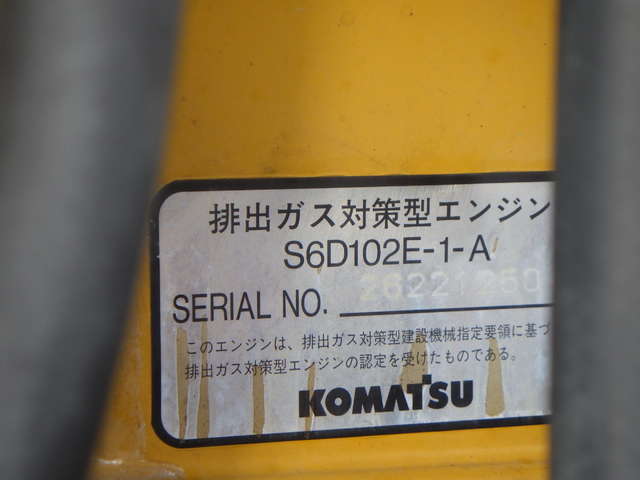 排出ガス対策型エンジン
S6D102E-1-A
SERIAL NO. 26221250
このエンジンは、排出ガス対策型建設機械指定要領に基づ
排出ガス対策型エンジンの認定を受けたものである。
KOMATSU